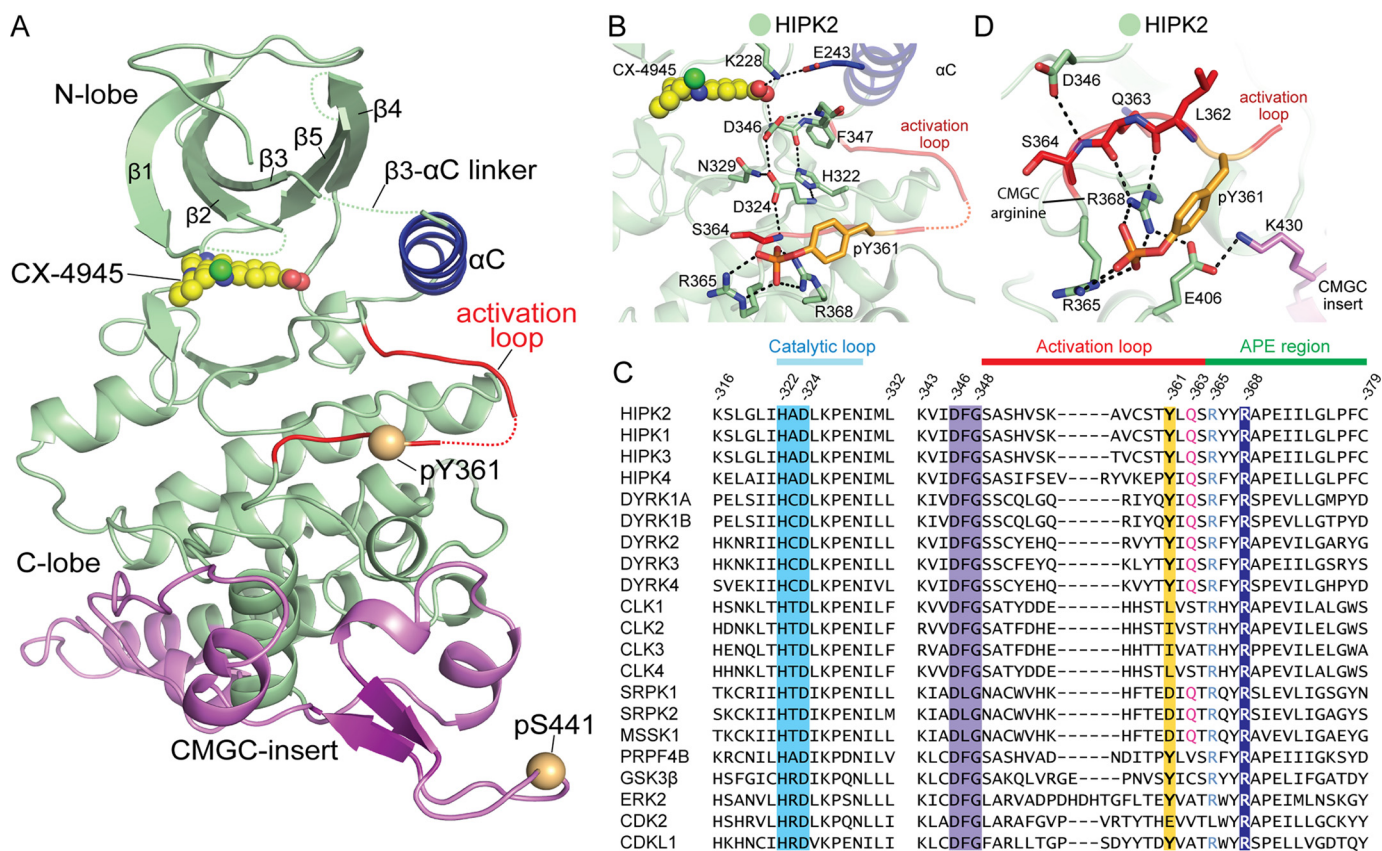 A
N-lobe
β1
β2
β3
β5
β4
β3-αC linker
CX-4945
αC
activation
loop
pY361
C-lobe
CMGC-insert
pS441
B
HIPK2
K228
E243
CX-4945
αC
D346
F347
activation
loop
N329
H322
D324
S364
pY361
R365
R368
D
HIPK2
D346
Q363
L362
activation
loop
S364
CMGC
arginine
R368
pY361
K430
R365
E406
CMGC
insert
C
Catalytic loop
Activation loop
APE region
-316 -322 -324 -332 -343 -346 -348 -361 -363 -365 -368 -379
HIPK2 KSLGLIHADLKPENIML KVIDFGSASHVSK-----AVCSTYLQSRYYRAPEIILGLPFC
HIPK1 KSLGLIHADLKPENIML KVIDFGSASHVSK-----AVCSTYLQSRYYRAPEIILGLPFC
HIPK3 KSLGLIHADLKPENIML KVIDFGSASHVSK-----TVCSTYLQSRYYRAPEIILGLPFC
HIPK4 KELAIIHADLKPENIML KVIDFGSASIFSEV----RYVKEPYIQSRFYRAPEILLGLPFC
DYRK1A PELSIIHCDLKPENILL KIVDFGSSCQLGQ-----RIYQYIQSRFYRSPEVLLGMPYD
DYRK1B PELSIIHCDLKPENILL KIVDFGSSCQLGQ-----RIYQYIQSRFYRSPEVLLGTPYD
DYRK2 HKNRIIHCDLKPENILL KVIDFGSSCYEHQ-----RVYTYIQSRFYRAPEVILGARYG
DYRK3 HKNKIIHCDLKPENILL KVIDFGSSCFEYQ-----KLYTYIQSRFYRAPEIILGSRYS
DYRK4 SVEKIIHCDLKPENIVL KVIDFGSSCYEHQ-----KVYTYIQSRFYRSPEVILGHPYD
CLK1 HSNKLTHTDLKPENILF KVVDFGSATYDDE-----HHSTLVSTRHYRAPEVILALGWS
CLK2 HDNKLTHTDLKPENILF RVVDFGSATFDHE-----HHSTIVSTRHYRAPEVILELGWS
CLK3 HENQLTHTDLKPENILF RVADFGSATFDHE-----HHTTIVATRHYRPPEVILELGWA
CLK4 HHNKLTHTDLKPENILF KVVDFGSATYDDE-----HHSTLVSTRHYRAPEVILALGWS
SRPK1 TKCRIIHTDIKPENILL KIADLGNACWVHK-----HFTEDIQTRQYRSLEVLIGSGYN
SRPK2 SKCKIIHTDIKPENILM KIADLGNACWVHK-----HFTEDIQTRQYRSIEVLIGAGYS
MSSK1 TKCKIIHTDIKPENILL KIADLGNACWVHK-----HFTEDIQTRQYRAVEVLIGAEYG
PRPF4B KRCNILHADIKPDNILV KLCDFGSASHVAD-----NDITPYLVSRFYRAPEIIIGKSYD
GSK3β HSFGICHRDIKPQNLLL KLCDFGSAKQLVRGE---PNVSYICSRYYRAPELIFGATDY
ERK2 HSANVLHRDLKPSNLLL KICDFGLARVADPDHDHTGFLTEYVATRWYRAPEIMLNSKGY
CDK2 HSHRVLHRDLKPQNLLI KLADFGLARAFGVP----VRTYTHEVVTLWYRAPEILLGCKYY
CDKL1 HKHNCIHRDVKPENILI KLCDFGFARLLTGP----SDYYTDYVATRWYRSPELLVGDTQY